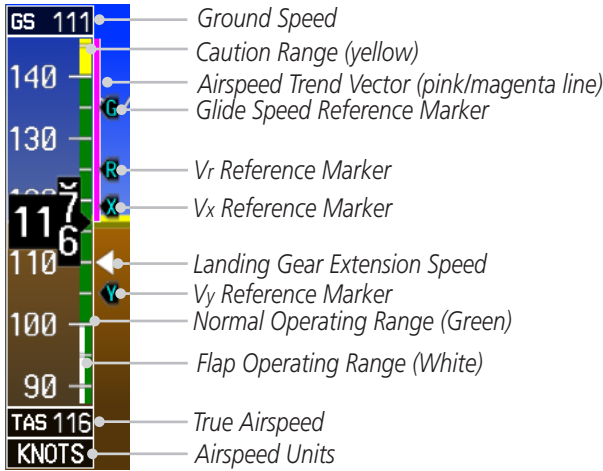 GS 111
Ground Speed
Caution Range (yellow)
140
Airspeed Trend Vector (pink/magenta line)
G
Glide Speed Reference Marker
130
R
Vr Reference Marker
X
Vx Reference Marker
11 7
6
110
Landing Gear Extension Speed
Y
Vy Reference Marker
100
Normal Operating Range (Green)
Flap Operating Range (White)
90
TAS 116
True Airspeed
KNOTS
Airspeed Units